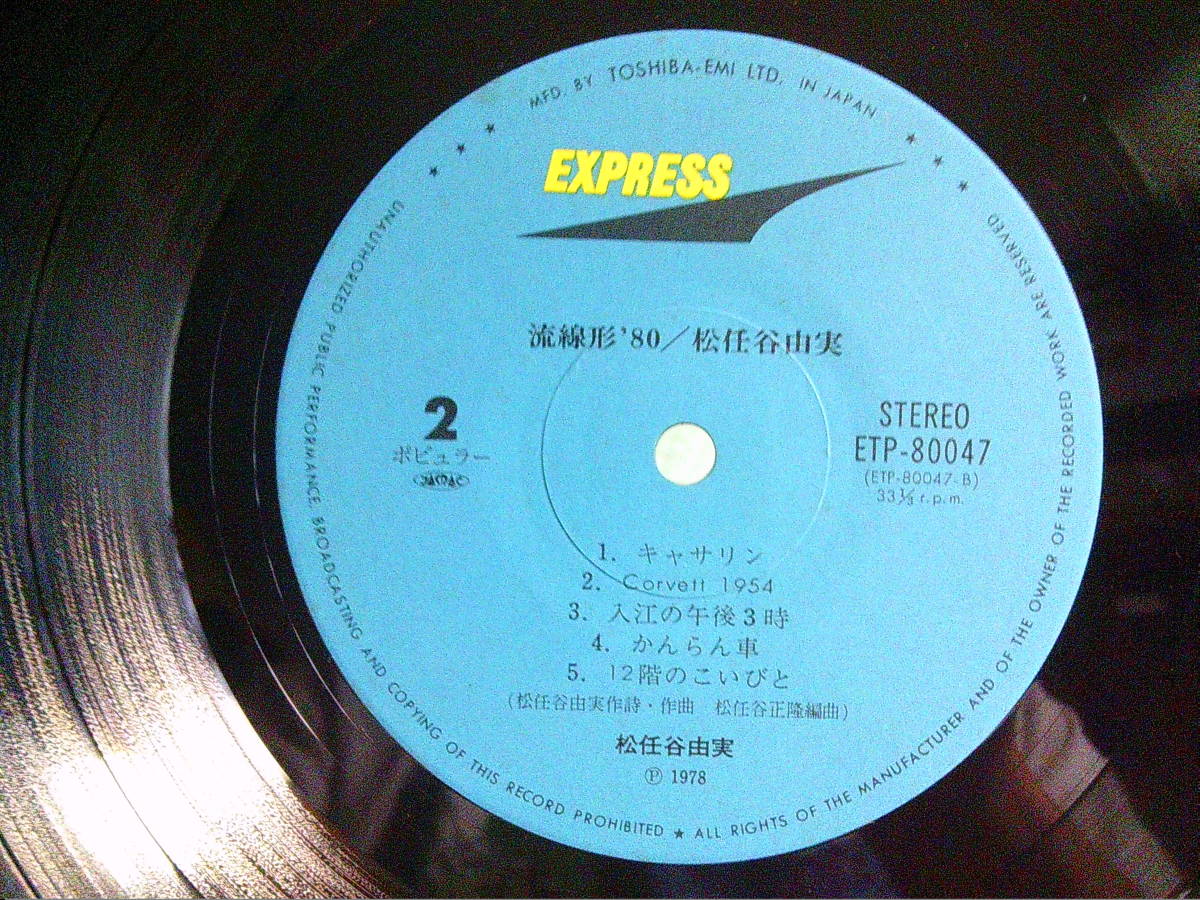 MFD. BY TOSHIBA-EMI LTD. IN JAPAN
EXPRESS
流線形'80/松任谷由実
2
ポピュラー
JASRAC
STEREO
ETP-80047
(ETP-80047-B)
33⅓ r.p.m.
1. キャサリン
2. Corvett 1954
3. 入江の午後3時
4. かんらん車
5. 12階のこいびと
(松任谷由実作詩・作曲 松任谷正隆編曲)
松任谷由実
Ⓟ 1978
UNAUTHORIZED PUBLIC PERFORMANCE, BROADCASTING AND COPYING OF THIS RECORD PROHIBITED ★ ALL RIGHTS OF THE MANUFACTURER AND OF THE OWNER OF THE RECORDED WORK ARE RESERVED